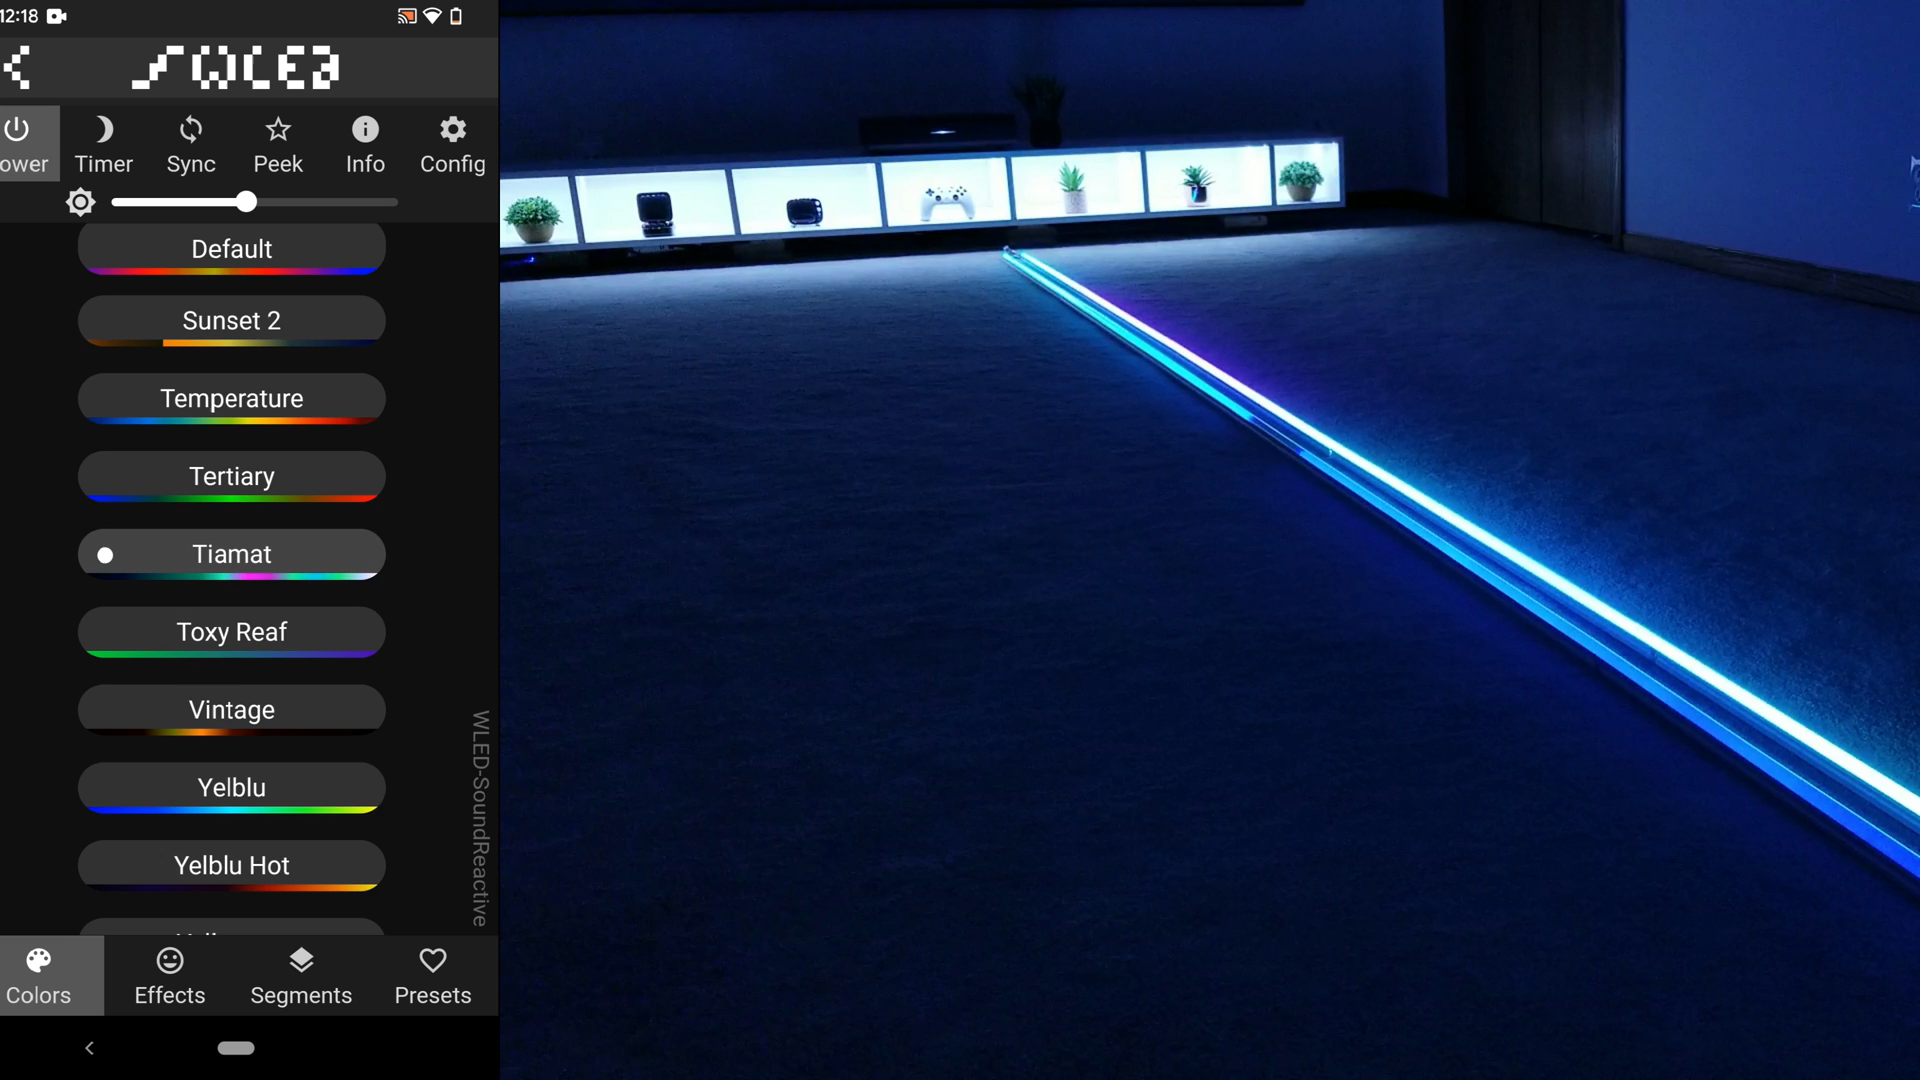 12:18
ower
Timer
Sync
Peek
Info
Config
Default
Sunset 2
Temperature
Tertiary
Tiamat
Toxy Reaf
Vintage
Yelblu
Yelblu Hot
WLED-SoundReactive
Colors
Effects
Segments
Presets